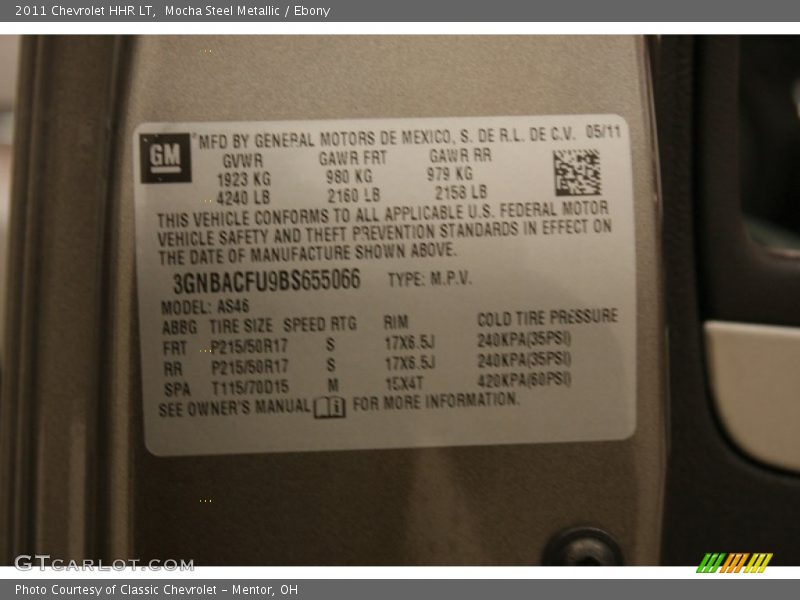 2011 Chevrolet HHR LT,  Mocha Steel Metallic / Ebony
GM MFD BY GENERAL MOTORS DE MEXICO, S. DE R.L. DE C.V. 05/11
GVWR GAWR FRT GAWR RR
1923 KG 980 KG 979 KG
4240 LB 2160 LB 2158 LB
THIS VEHICLE CONFORMS TO ALL APPLICABLE U.S. FEDERAL MOTOR
VEHICLE SAFETY AND THEFT PREVENTION STANDARDS IN EFFECT ON
THE DATE OF MANUFACTURE SHOWN ABOVE.
3GNBACFU9BS655066 TYPE: M.P.V.
MODEL: AS46
ABBG TIRE SIZE SPEED RTG RIM COLD TIRE PRESSURE
FRT P215/50R17 S 17X6.5J 240KPA(35PSI)
RR P215/50R17 S 17X6.5J 240KPA(35PSI)
SPA T115/70D15 M 15X4T 420KPA(60PSI)
SEE OWNER'S MANUAL FOR MORE INFORMATION.
GTCARLOT.COM
Photo Courtesy of Classic Chevrolet - Mentor, OH